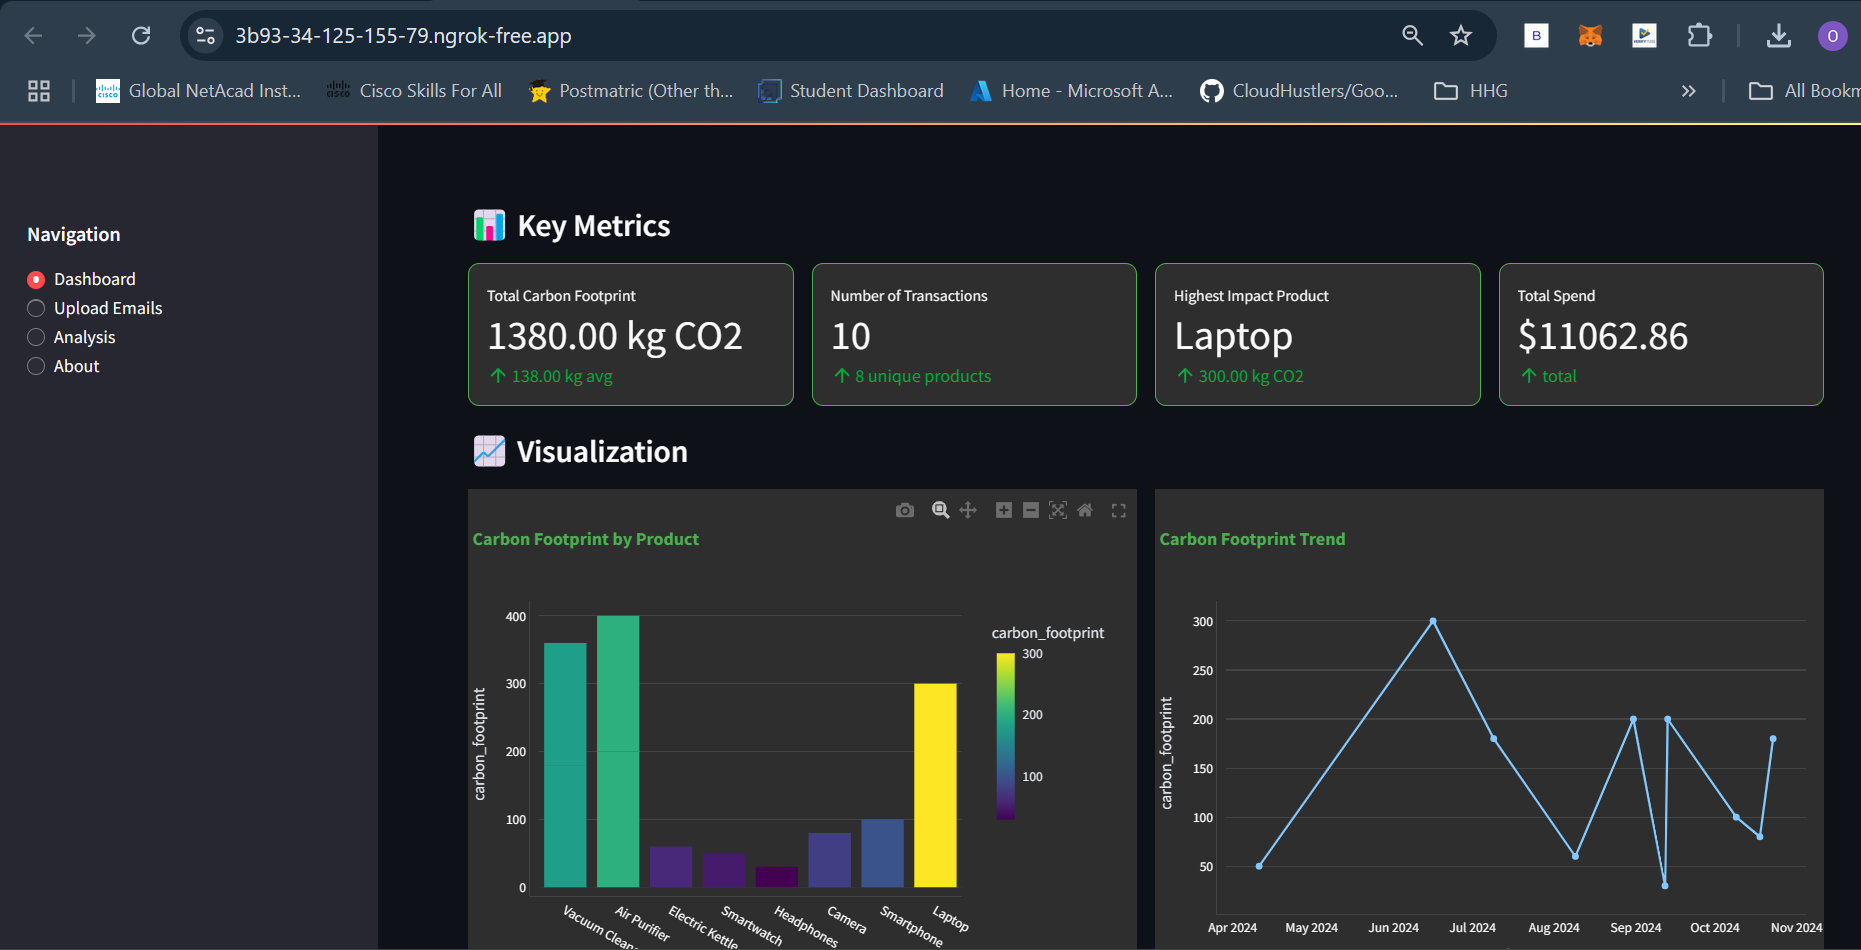 3b93-34-125-155-79.ngrok-free.app
B
O
Global NetAcad Inst...
Cisco Skills For All
Postmatric (Other th...
Student Dashboard
Home - Microsoft A...
CloudHustlers/Goo...
HHG
»
All Bookm
Navigation
Dashboard
Upload Emails
Analysis
About
Key Metrics
Total Carbon Footprint
1380.00 kg CO2
↑ 138.00 kg avg
Number of Transactions
10
↑ 8 unique products
Highest Impact Product
Laptop
↑ 300.00 kg CO2
Total Spend
$11062.86
↑ total
Visualization
Carbon Footprint by Product
carbon_footprint
400
300
200
100
0
Vacuum Clean
Air Purifier
Electric Kettle
Smartwatch
Headphones
Camera
Smartphone
Laptop
carbon_footprint
300
200
100
Carbon Footprint Trend
carbon_footprint
300
250
200
150
100
50
Apr 2024
May 2024
Jun 2024
Jul 2024
Aug 2024
Sep 2024
Oct 2024
Nov 2024